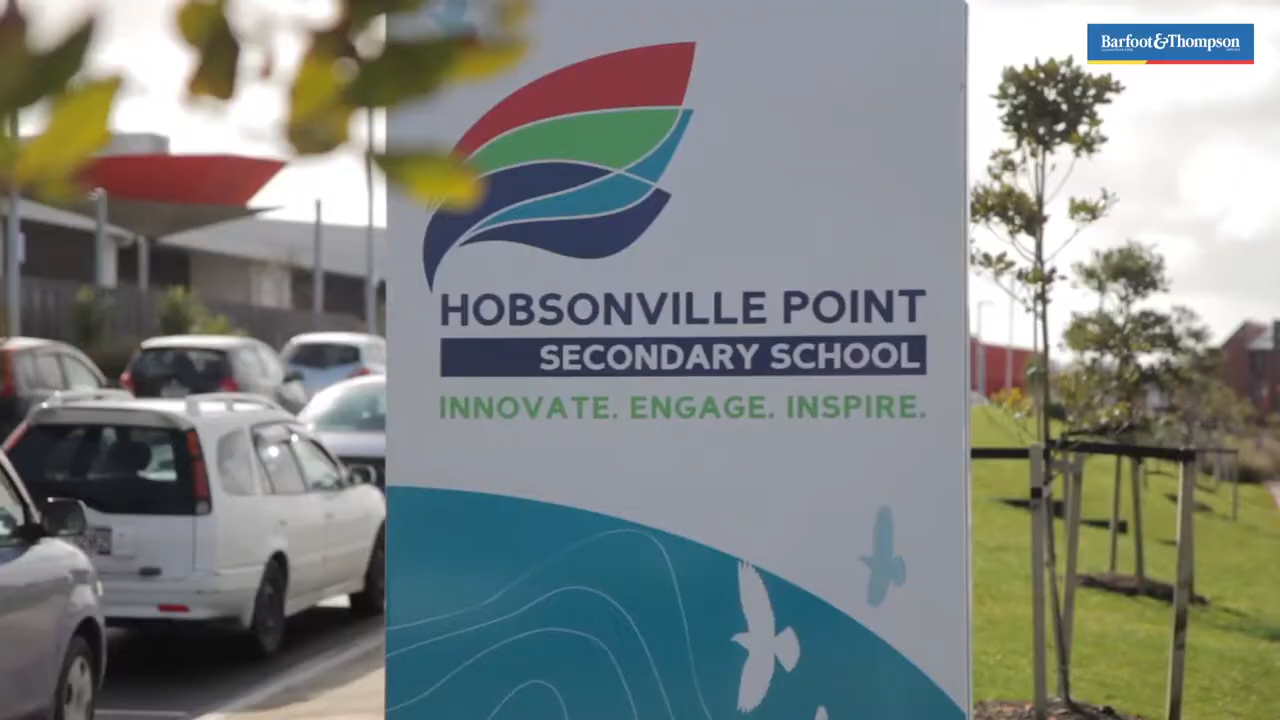 Barfoot&Thompson
HOBSONVILLE POINT
SECONDARY SCHOOL
INNOVATE. ENGAGE. INSPIRE.